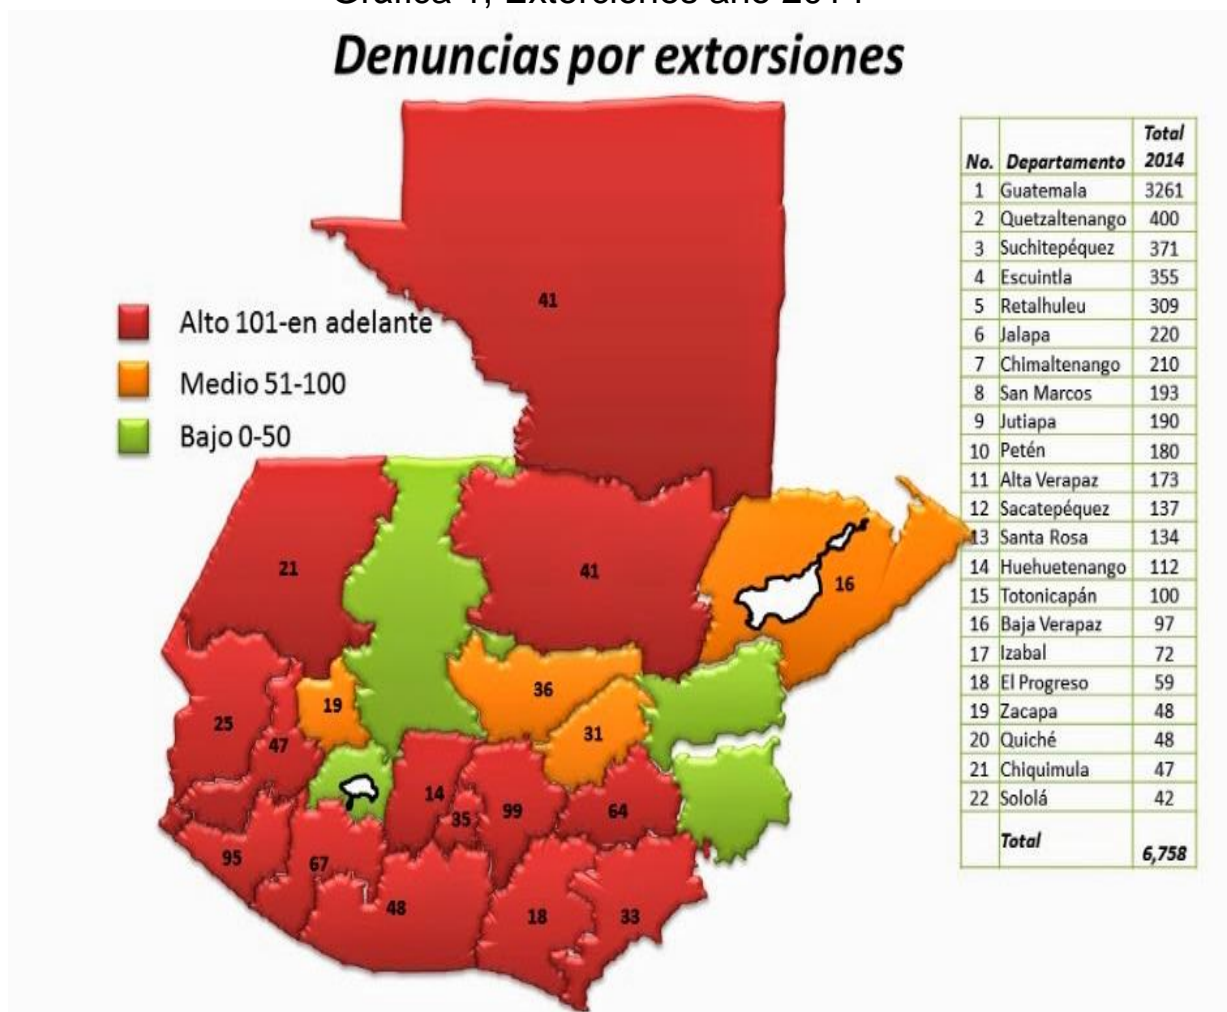 Extorciones año 2014
Denuncias por extorsiones
Alto 101-en adelante
Medio 51-100
Bajo 0-50
41
21
41
16
36
19
31
25
47
14
35
99
64
95
67
48
18
33
No. Departamento Total 2014
1 Guatemala 3261
2 Quetzaltenango 400
3 Suchitepéquez 371
4 Escuintla 355
5 Retalhuleu 309
6 Jalapa 220
7 Chimaltenango 210
8 San Marcos 193
9 Jutiapa 190
10 Petén 180
11 Alta Verapaz 173
12 Sacatepéquez 137
13 Santa Rosa 134
14 Huehuetenango 112
15 Totonicapán 100
16 Baja Verapaz 97
17 Izabal 72
18 El Progreso 59
19 Zacapa 48
20 Quiché 48
21 Chiquimula 47
22 Sololá 42
Total 6,758